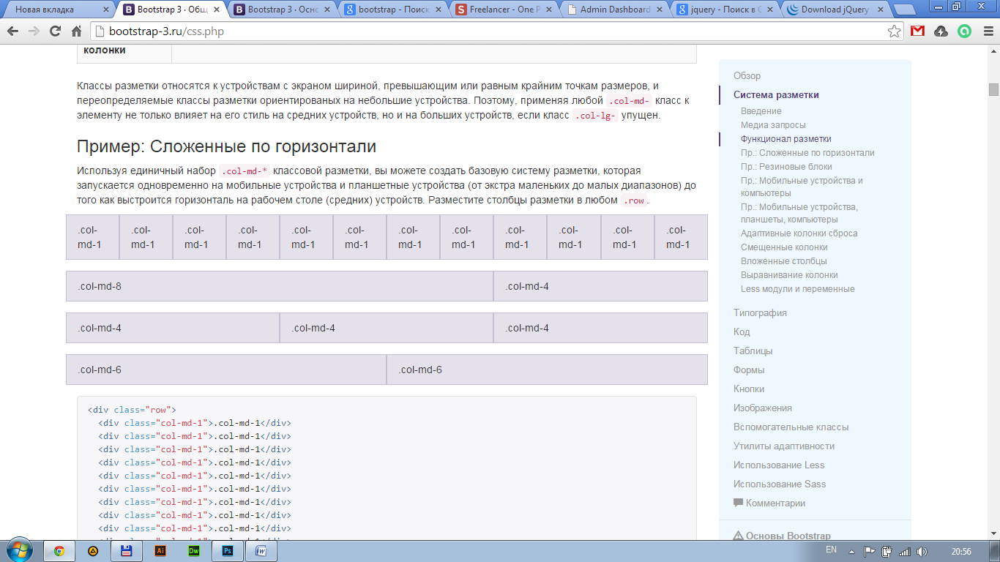 Новая вкладка
Bootstrap 3 · Общ
Bootstrap 3 · Осно
bootstrap - Поиск
Freelancer - One P
Admin Dashboard
jquery - Поиск в G
Download jQuery
bootstrap-3.ru/css.php
колонки
Классы разметки относятся к устройствам с экраном шириной, превышающим или равным крайним точкам размеров, и
переопределяемые классы разметки ориентированых на небольшие устройства. Поэтому, применяя любой .col-md- класс к
элементу не только влияет на его стиль на средних устройств, но и на больших устройств, если класс .col-lg- упущен.
Пример: Сложенные по горизонтали
Используя единичный набор .col-md-* классовой разметки, вы можете создать базовую систему разметки, которая
запускается одновременно на мобильные устройства и планшетные устройства (от экстра маленьких до малых диапазонов) до
того как выстроится горизонталь на рабочем столе (средних) устройств. Разместите столбцы разметки в любом .row.
.col- .col- .col- .col- .col- .col- .col- .col- .col- .col- .col- .col-
md-1 md-1 md-1 md-1 md-1 md-1 md-1 md-1 md-1 md-1 md-1 md-1
.col-md-8 .col-md-4
.col-md-4 .col-md-4 .col-md-4
.col-md-6 .col-md-6
<div class="row">
<div class="col-md-1">.col-md-1</div>
<div class="col-md-1">.col-md-1</div>
<div class="col-md-1">.col-md-1</div>
<div class="col-md-1">.col-md-1</div>
<div class="col-md-1">.col-md-1</div>
<div class="col-md-1">.col-md-1</div>
<div class="col-md-1">.col-md-1</div>
<div class="col-md-1">.col-md-1</div>
<div class="col-md-1">.col-md-1</div>
Обзор
Система разметки
Введение
Медиа запросы
Функционал разметки
Пр.: Сложенные по горизонтали
Пр.: Резиновые блоки
Пр.: Мобильные устройства и
компьютеры
Пр.: Мобильные устройства,
планшеты, компьютеры
Адаптивные колонки сброса
Смещенные колонки
Вложенные столбцы
Выравнивание колонки
Less модули и переменные
Типография
Код
Таблицы
Формы
Кнопки
Изображения
Вспомогательные классы
Утилиты адаптивности
Использование Less
Использование Sass
Комментарии
Основы Bootstrap
Ai
Dw
Ps
EN
20:56